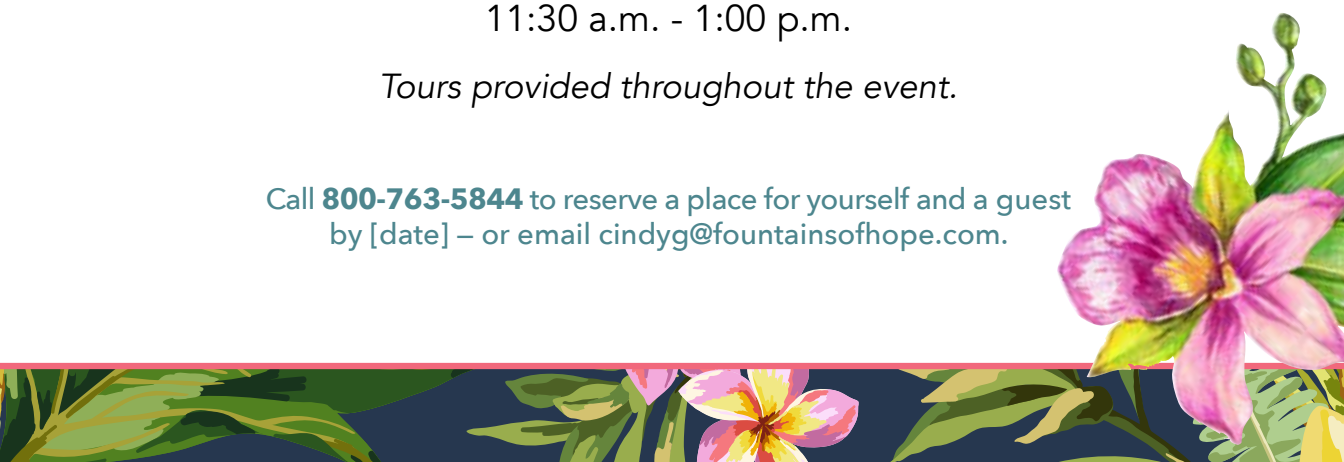 11:30 a.m. - 1:00 p.m.
Tours provided throughout the event.
Call 800-763-5844 to reserve a place for yourself and a guest
by [date] – or email cindyg@fountainsofhope.com.